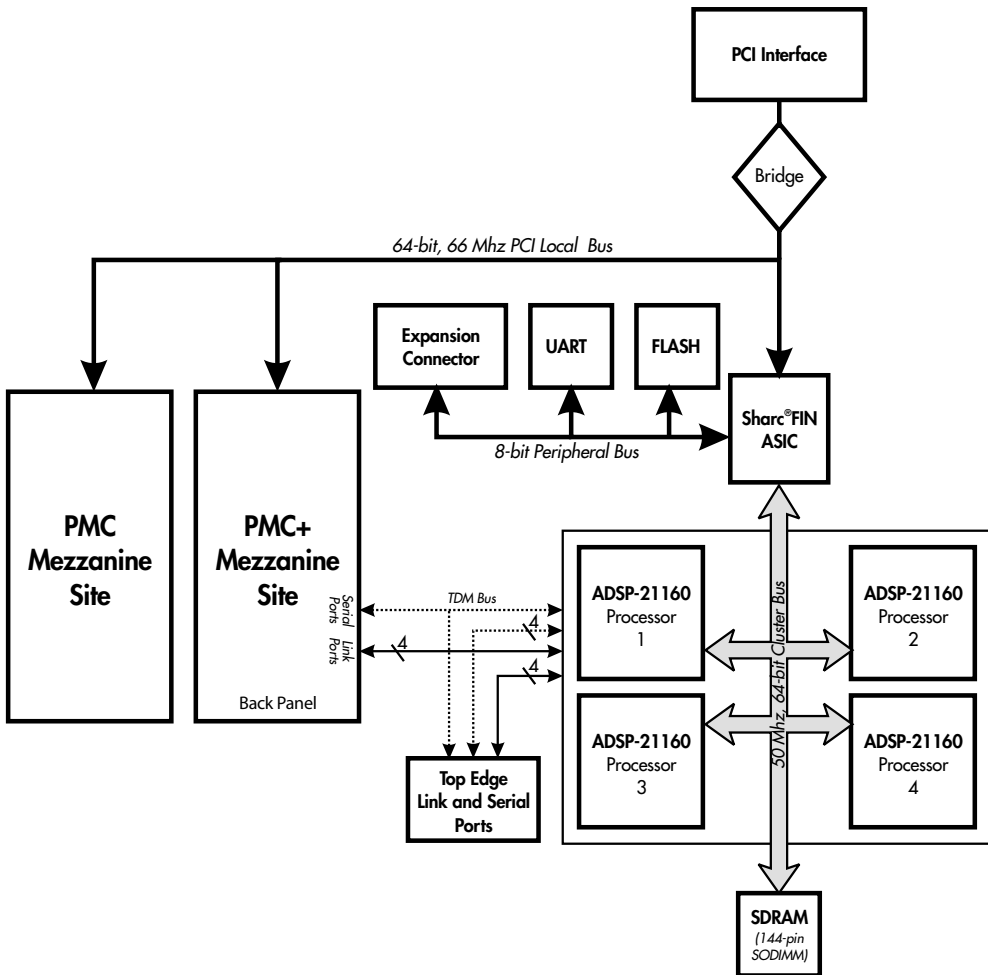 PCI Interface
Bridge
64-bit, 66 Mhz PCI Local Bus
Expansion
Connector
UART
FLASH
Sharc®FIN
ASIC
8-bit Peripheral Bus
PMC
Mezzanine
Site
PMC+
Mezzanine
Site
Serial
Ports
Link
Ports
Back Panel
TDM Bus
4
4
4
Top Edge
Link and Serial
Ports
ADSP-21160
Processor
1
ADSP-21160
Processor
2
ADSP-21160
Processor
3
ADSP-21160
Processor
4
50 Mhz, 64-bit Cluster Bus
SDRAM
(144-pin
SODIMM)